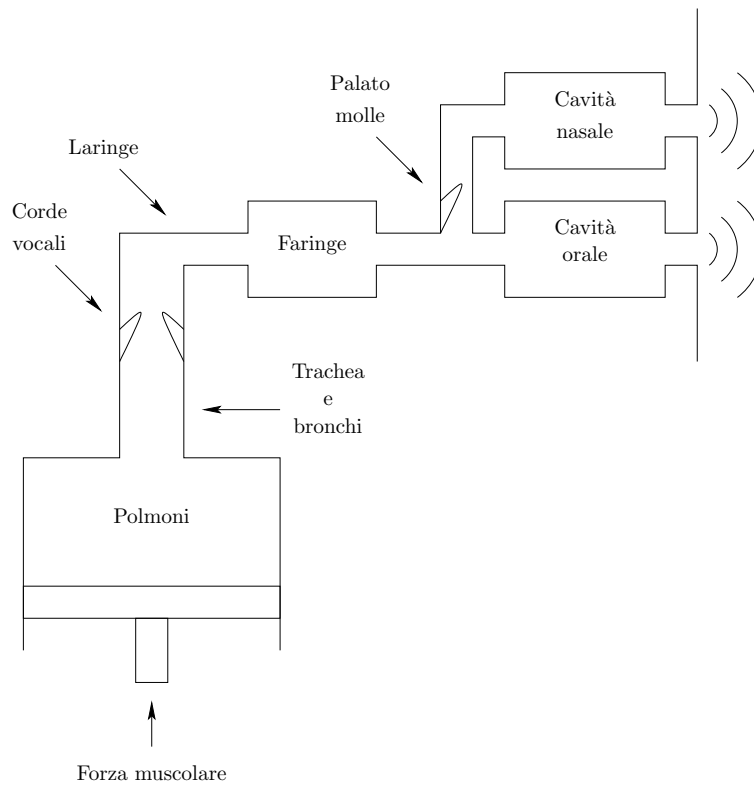 Palato
molle
Cavità
nasale
Laringe
Corde
vocali
Faringe
Cavità
orale
Trachea
e
bronchi
Polmoni
Forza muscolare